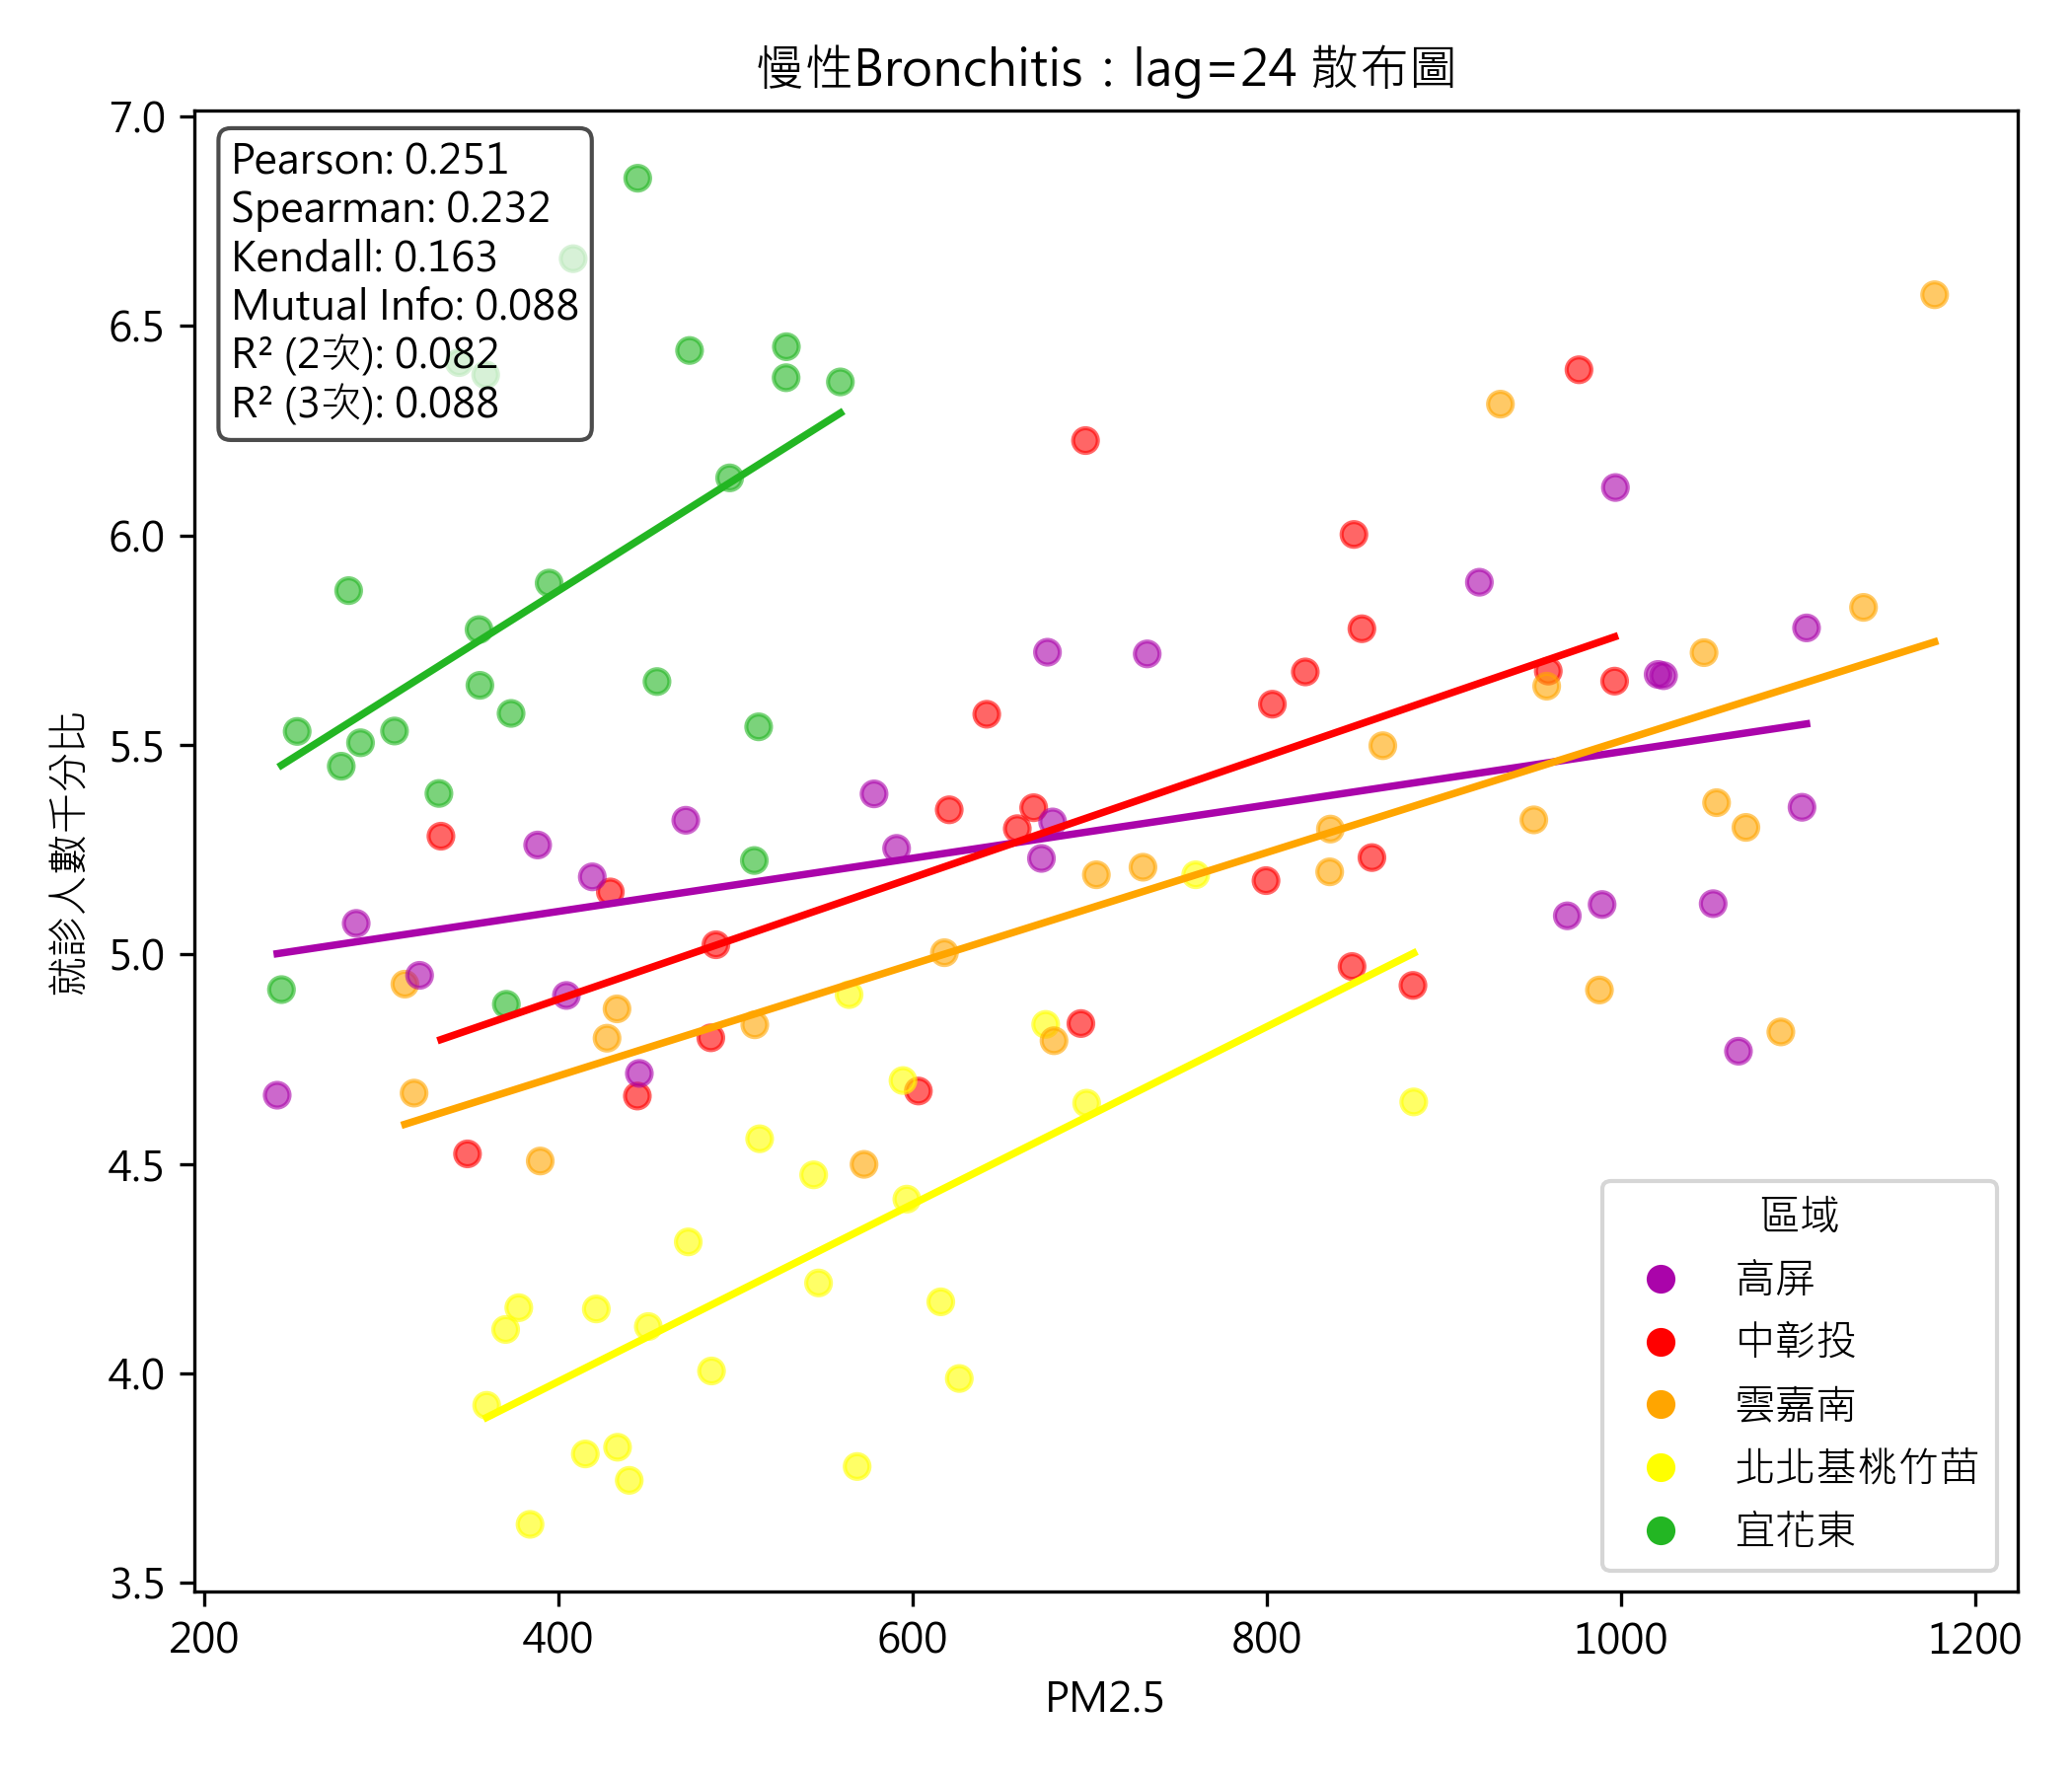 慢性Bronchitis：lag=24 散布圖
Pearson: 0.251
Spearman: 0.232
Kendall: 0.163
Mutual Info: 0.088
R² (2次): 0.082
R² (3次): 0.088
7.0
6.5
6.0
5.5
5.0
4.5
4.0
3.5
就診人數千分比
區域
高屏
中彰投
雲嘉南
北北基桃竹苗
宜花東
200
400
600
800
1000
1200
PM2.5